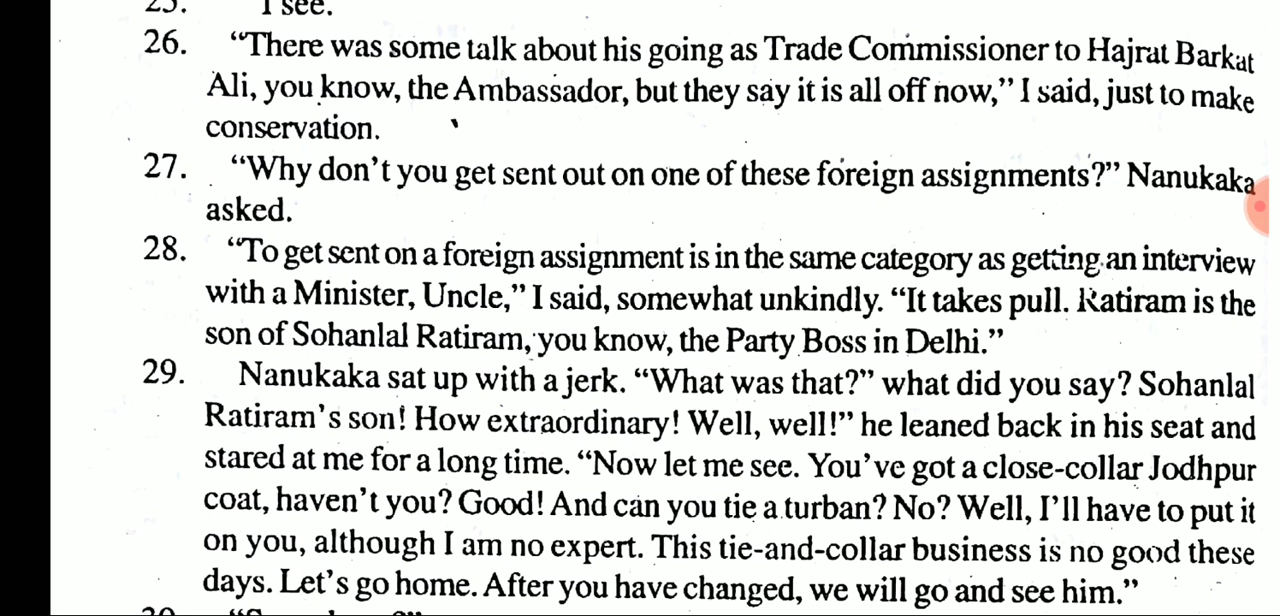 25. I see.
26. “There was some talk about his going as Trade Commissioner to Hajrat Barkat
Ali, you know, the Ambassador, but they say it is all off now,” I said, just to make
conservation.
27. “Why don’t you get sent out on one of these foreign assignments?” Nanukaka
asked.
28. “To get sent on a foreign assignment is in the same category as getting an interview
with a Minister, Uncle,” I said, somewhat unkindly. “It takes pull. Ratiram is the
son of Sohanlal Ratiram, you know, the Party Boss in Delhi.”
29. Nanukaka sat up with a jerk. “What was that?” what did you say? Sohanlal
Ratiram’s son! How extraordinary! Well, well!” he leaned back in his seat and
stared at me for a long time. “Now let me see. You’ve got a close-collar Jodhpur
coat, haven’t you? Good! And can you tie a turban? No? Well, I’ll have to put it
on you, although I am no expert. This tie-and-collar business is no good these
days. Let’s go home. After you have changed, we will go and see him.”